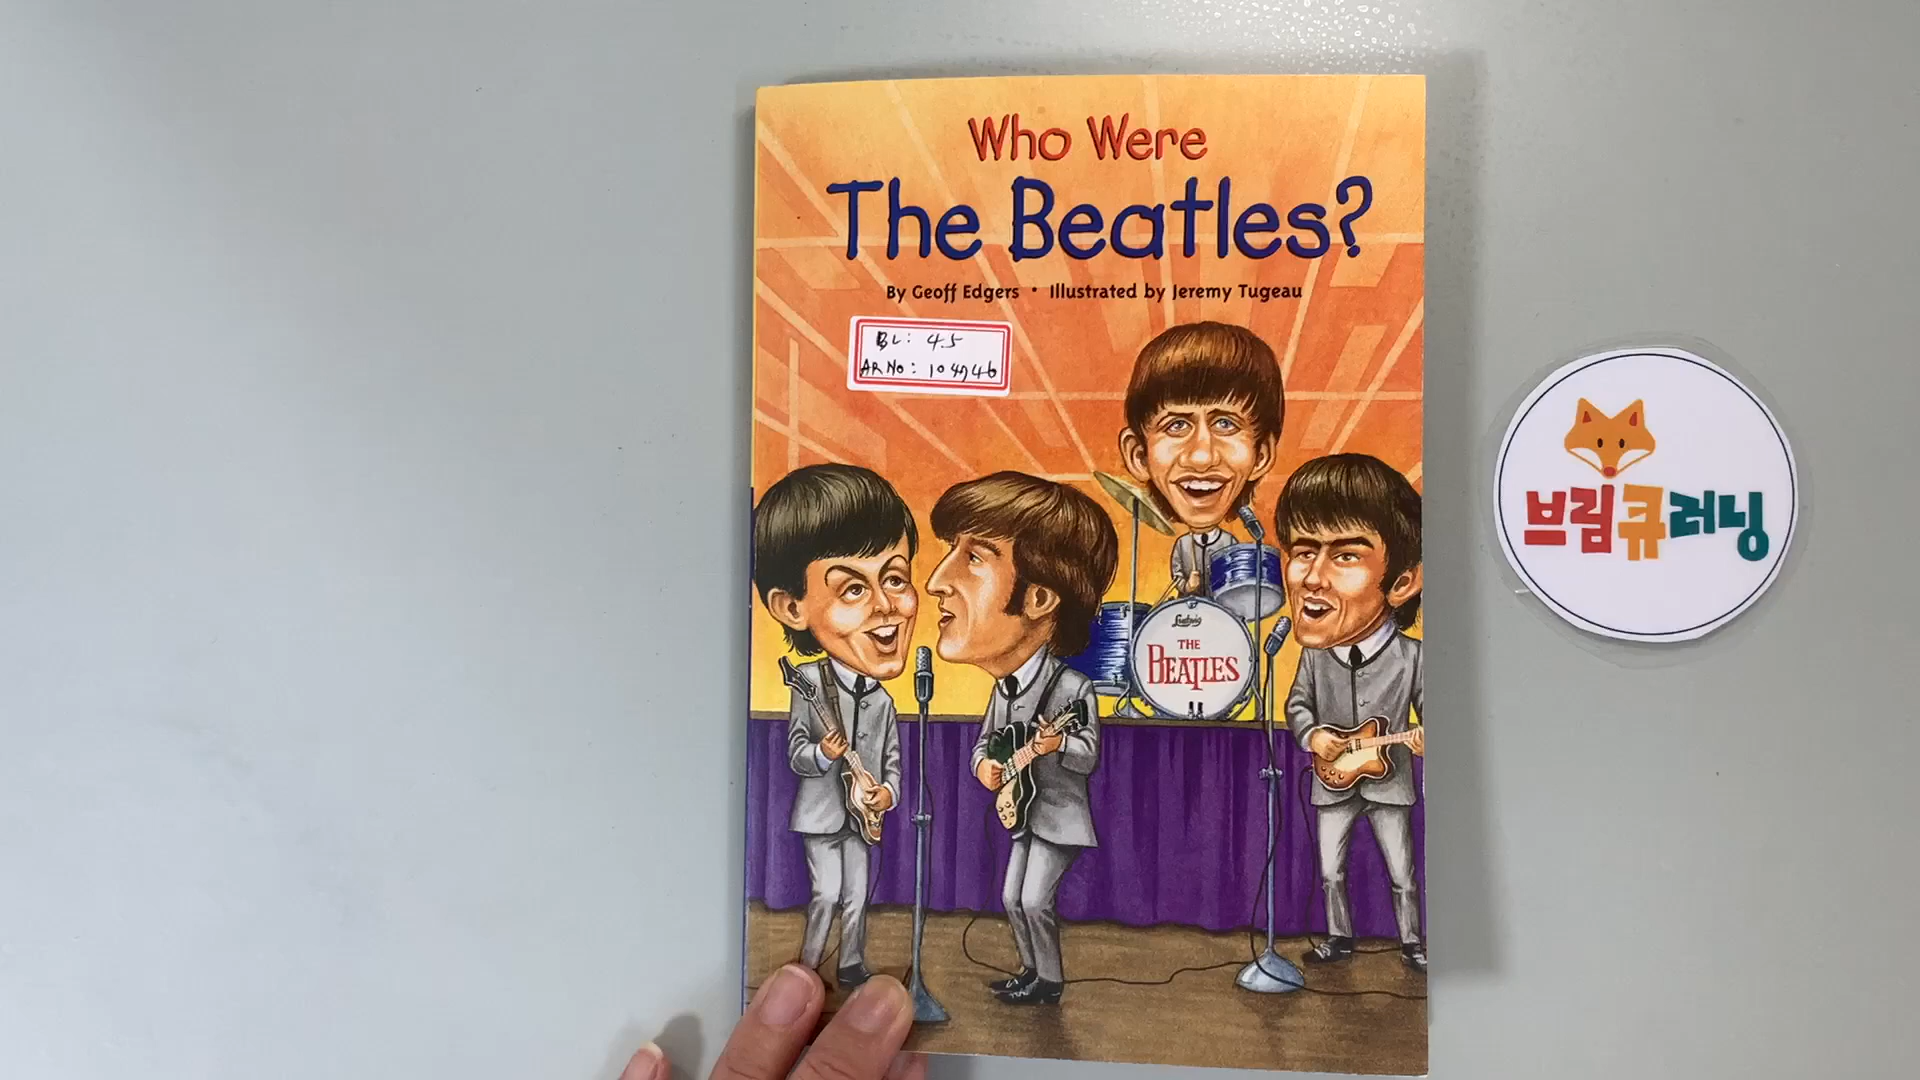 Who Were
The Beatles?
By Geoff Edgers • Illustrated by Jeremy Tugeau
BL: 4.5
AR No: 104746
Ludwig
THE
BEATLES
브림큐러닝